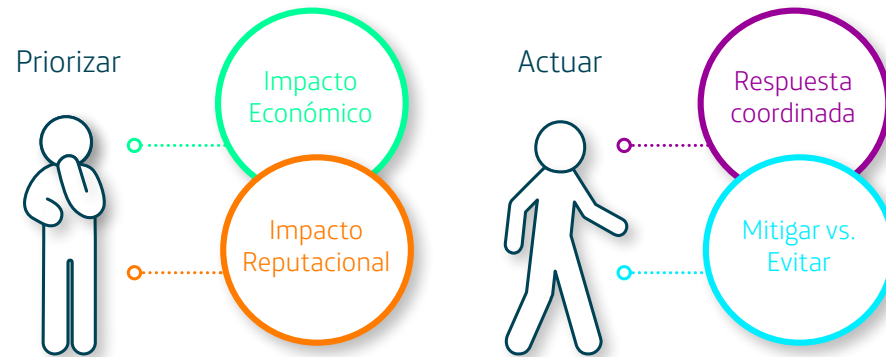 Priorizar
Impacto
Económico
Impacto
Reputacional
Actuar
Respuesta
coordinada
Mitigar vs.
Evitar